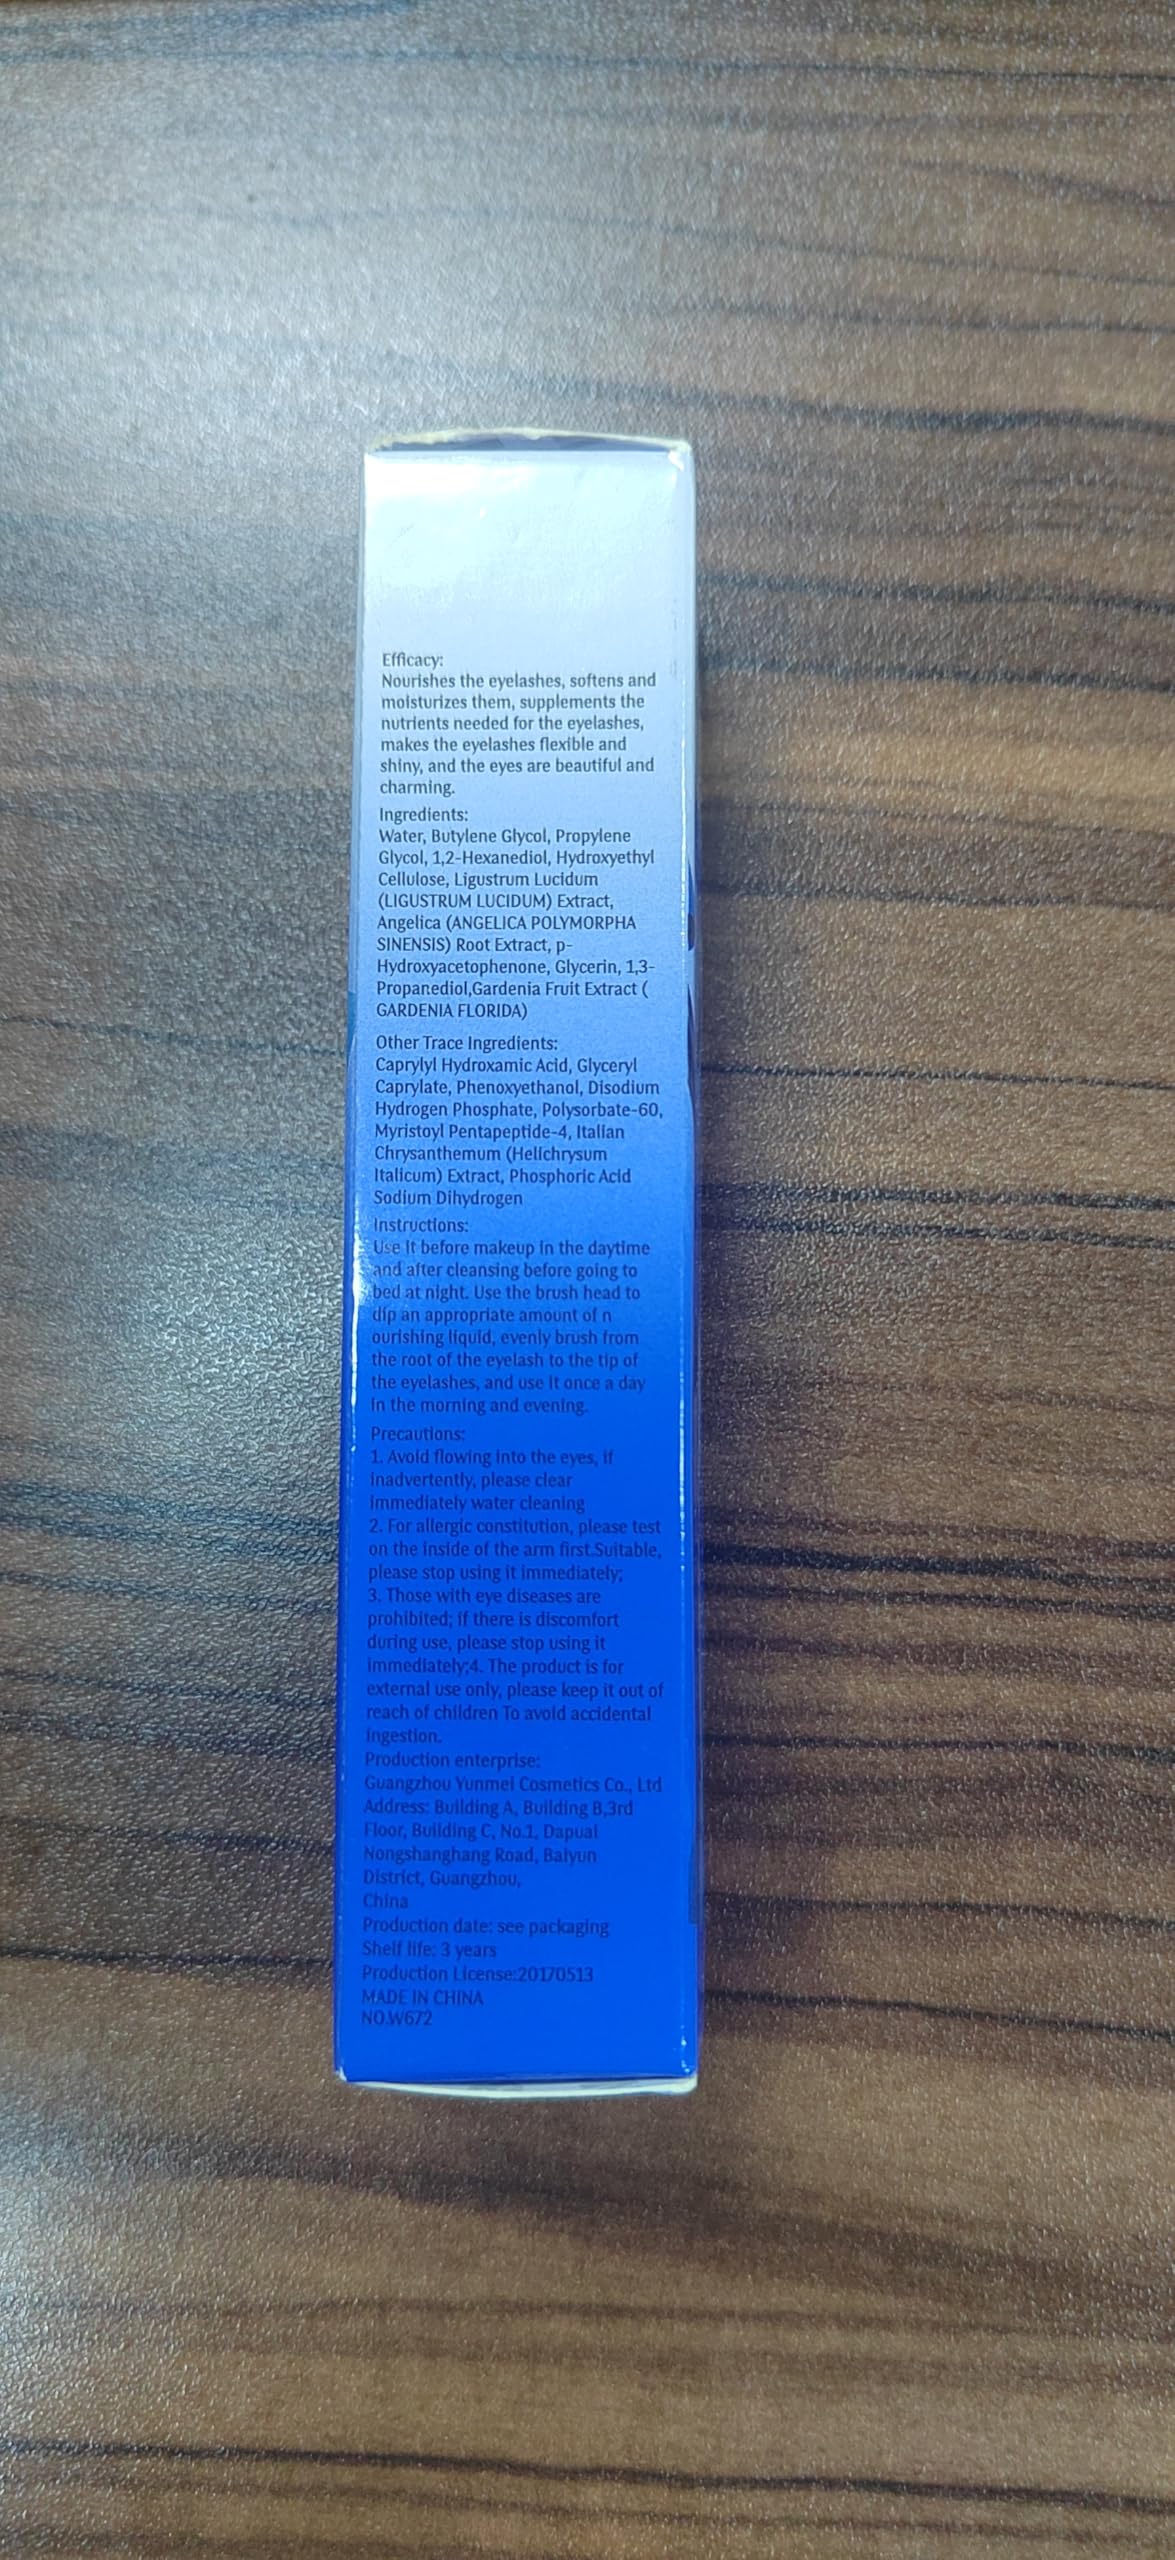 Efficacy:
Nourishes the eyelashes, softens and
moisturizes them, supplements the
nutrients needed for the eyelashes,
makes the eyelashes flexible and
shiny, and the eyes are beautiful and
charming.
Ingredients:
Water, Butylene Glycol, Propylene
Glycol, 1,2-Hexanediol, Hydroxyethyl
Cellulose, Ligustrum Lucidum
(LIGUSTRUM LUCIDUM) Extract,
Angelica (ANGELICA POLYMORPHA
SINENSIS) Root Extract, p-
Hydroxyacetophenone, Glycerin, 1,3-
Propanediol,Gardenia Fruit Extract (
GARDENIA FLORIDA)
Other Trace Ingredients:
Caprylyl Hydroxamic Acid, Glyceryl
Caprylate, Phenoxyethanol, Disodium
Hydrogen Phosphate, Polysorbate-60,
Myristoyl Pentapeptide-4, Italian
Chrysanthemum (Helichrysum
Italicum) Extract, Phosphoric Acid
Sodium Dihydrogen
Instructions:
Use it before makeup in the daytime
and after cleansing before going to
bed at night. Use the brush head to
dip an appropriate amount of n
ourishing liquid, evenly brush from
the root of the eyelash to the tip of
the eyelashes, and use it once a day
in the morning and evening.
Precautions:
1. Avoid flowing into the eyes, if
inadvertently, please clear
immediately water cleaning
2. For allergic constitution, please test
on the inside of the arm first.Suitable,
please stop using it immediately;
3. Those with eye diseases are
prohibited; if there is discomfort
during use, please stop using it
immediately;4. The product is for
external use only, please keep it out of
reach of children To avoid accidental
ingestion.
Production enterprise:
Guangzhou Yunmei Cosmetics Co., Ltd
Address: Building A, Building B,3rd
Floor, Building C, No.1, Dapual
Nongshanghang Road, Baiyun
District, Guangzhou,
China
Production date: see packaging
Shelf life: 3 years
Production License:20170513
MADE IN CHINA
NO.W672